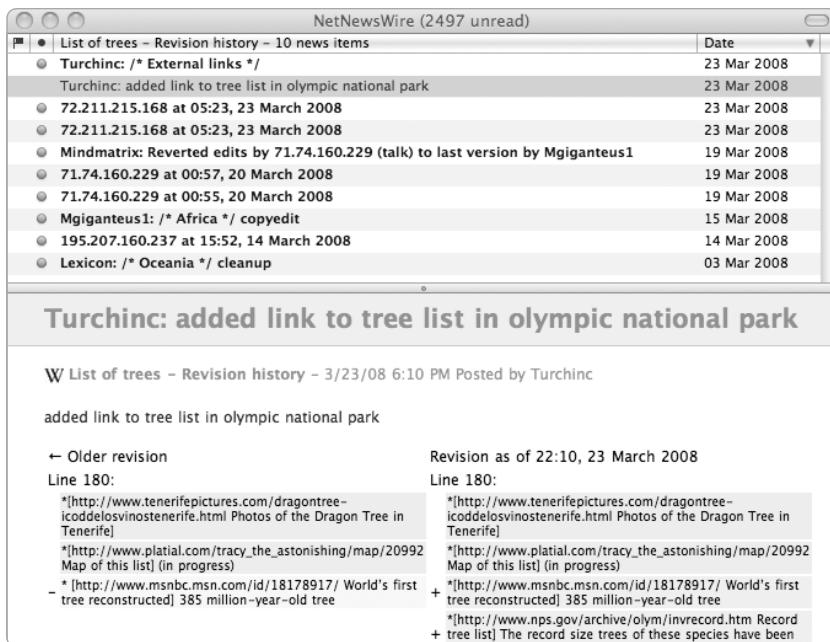 NetNewsWire (2497 unread)
List of trees – Revision history – 10 news items Date
Turchinc: /* External links */ 23 Mar 2008
Turchinc: added link to tree list in olympic national park 23 Mar 2008
72.211.215.168 at 05:23, 23 March 2008 23 Mar 2008
72.211.215.168 at 05:23, 23 March 2008 23 Mar 2008
Mindmatrix: Reverted edits by 71.74.160.229 (talk) to last version by Mgiganteus1 19 Mar 2008
71.74.160.229 at 00:57, 20 March 2008 19 Mar 2008
71.74.160.229 at 00:55, 20 March 2008 19 Mar 2008
Mgiganteus1: /* Africa */ copyedit 15 Mar 2008
195.207.160.237 at 15:52, 14 March 2008 14 Mar 2008
Lexicon: /* Oceania */ cleanup 03 Mar 2008
Turchinc: added link to tree list in olympic national park
W List of trees – Revision history – 3/23/08 6:10 PM Posted by Turchinc
added link to tree list in olympic national park
← Older revision
Line 180:
*[http://www.tenerifepictures.com/dragontree-
icoddelosvinostenerife.html Photos of the Dragon Tree in
Tenerife]
*[http://www.platial.com/tracy_the_astonishing/map/20992
Map of this list] (in progress)
- * [http://www.msnbc.msn.com/id/18178917/ World's first
tree reconstructed] 385 million-year-old tree
Revision as of 22:10, 23 March 2008
Line 180:
*[http://www.tenerifepictures.com/dragontree-
icoddelosvinostenerife.html Photos of the Dragon Tree in
Tenerife]
*[http://www.platial.com/tracy_the_astonishing/map/20992
Map of this list] (in progress)
+ *[http://www.msnbc.msn.com/id/18178917/ World's first
tree reconstructed] 385 million-year-old tree
*[http://www.nps.gov/archive/olym/invrecord.htm Record
+ tree list] The record size trees of these species have been